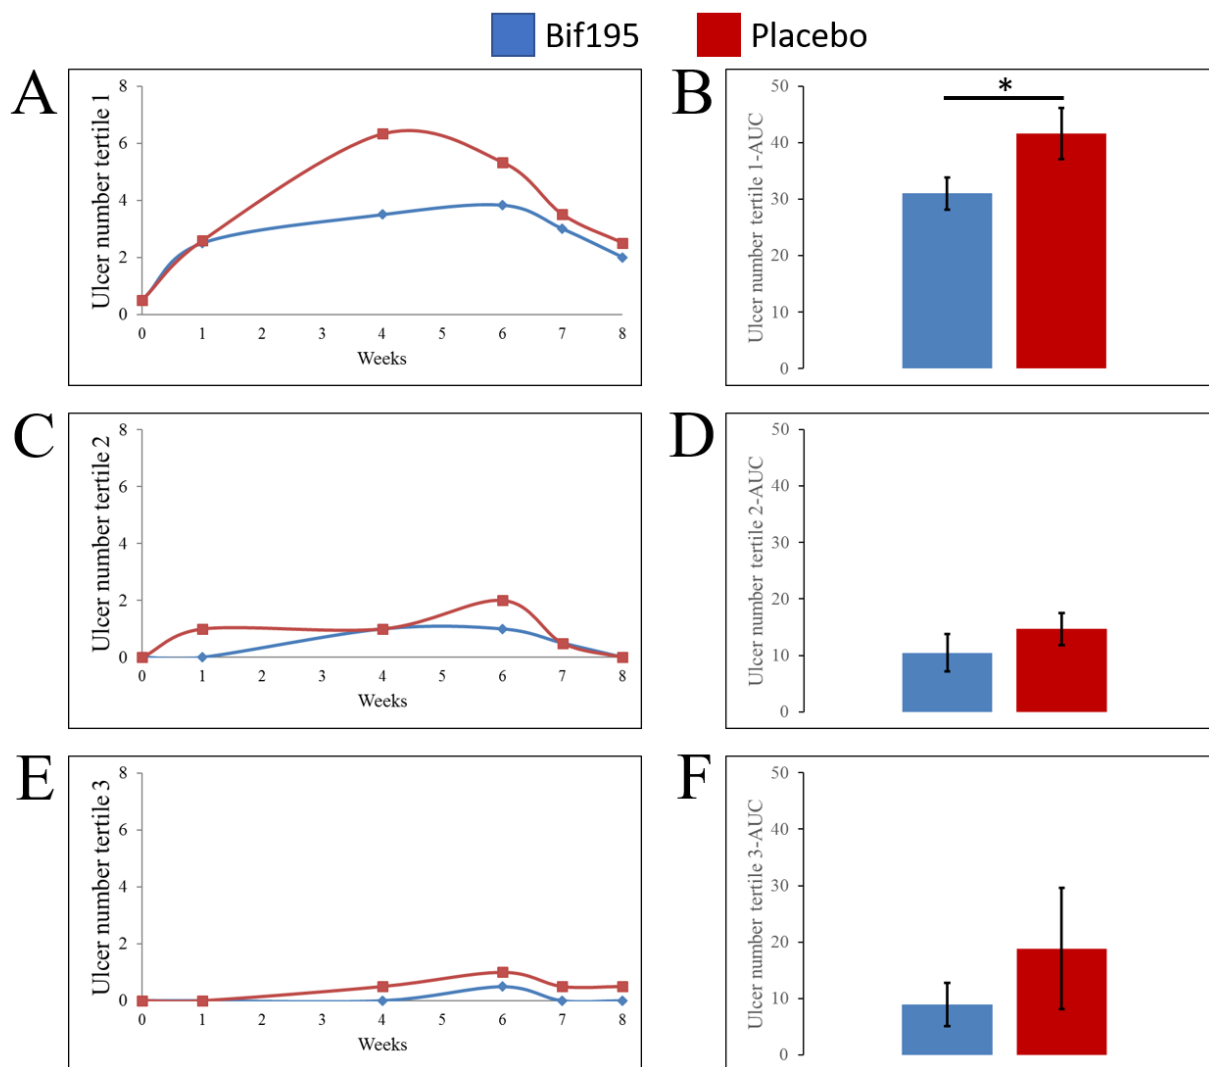 Bif195 Placebo
A
Ulcer number tertile 1
8
6
4
2
0
0 1 2 3 4 5 6 7 8
Weeks
B
Ulcer number tertile 1-AUC
50
40
30
20
10
0
*
C
Ulcer number tertile 2
8
6
4
2
0
0 1 2 3 4 5 6 7 8
Weeks
D
Ulcer number tertile 2-AUC
50
40
30
20
10
0
E
Ulcer number tertile 3
8
6
4
2
0
0 1 2 3 4 5 6 7 8
Weeks
F
Ulcer number tertile 3-AUC
50
40
30
20
10
0